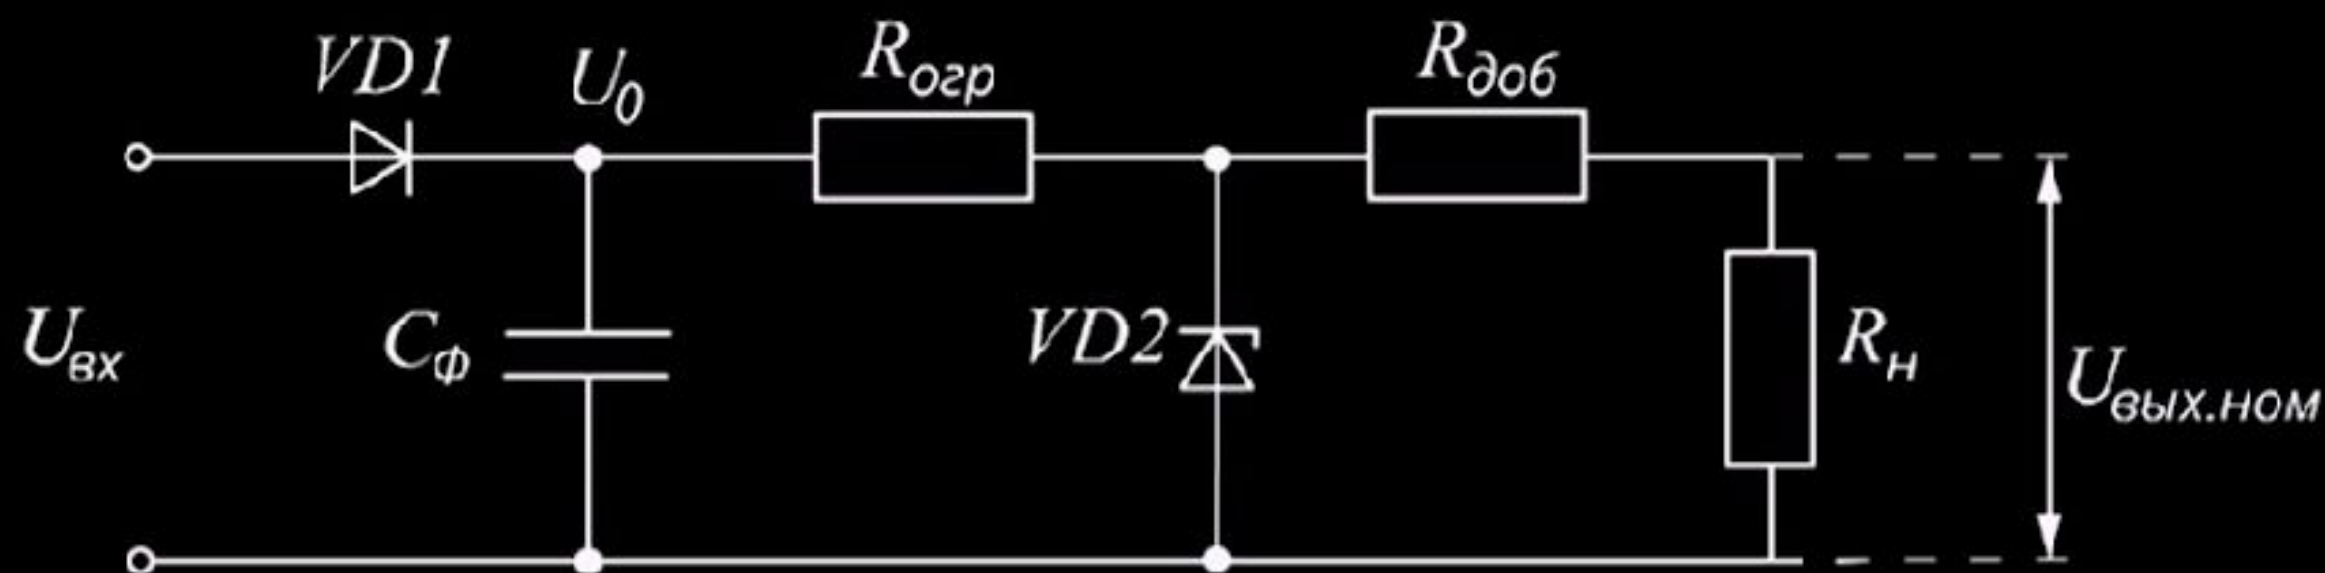 VD1
U₀
Rогр
Rдоб
Uвх
Cф
VD2
Rн
Uвых.ном